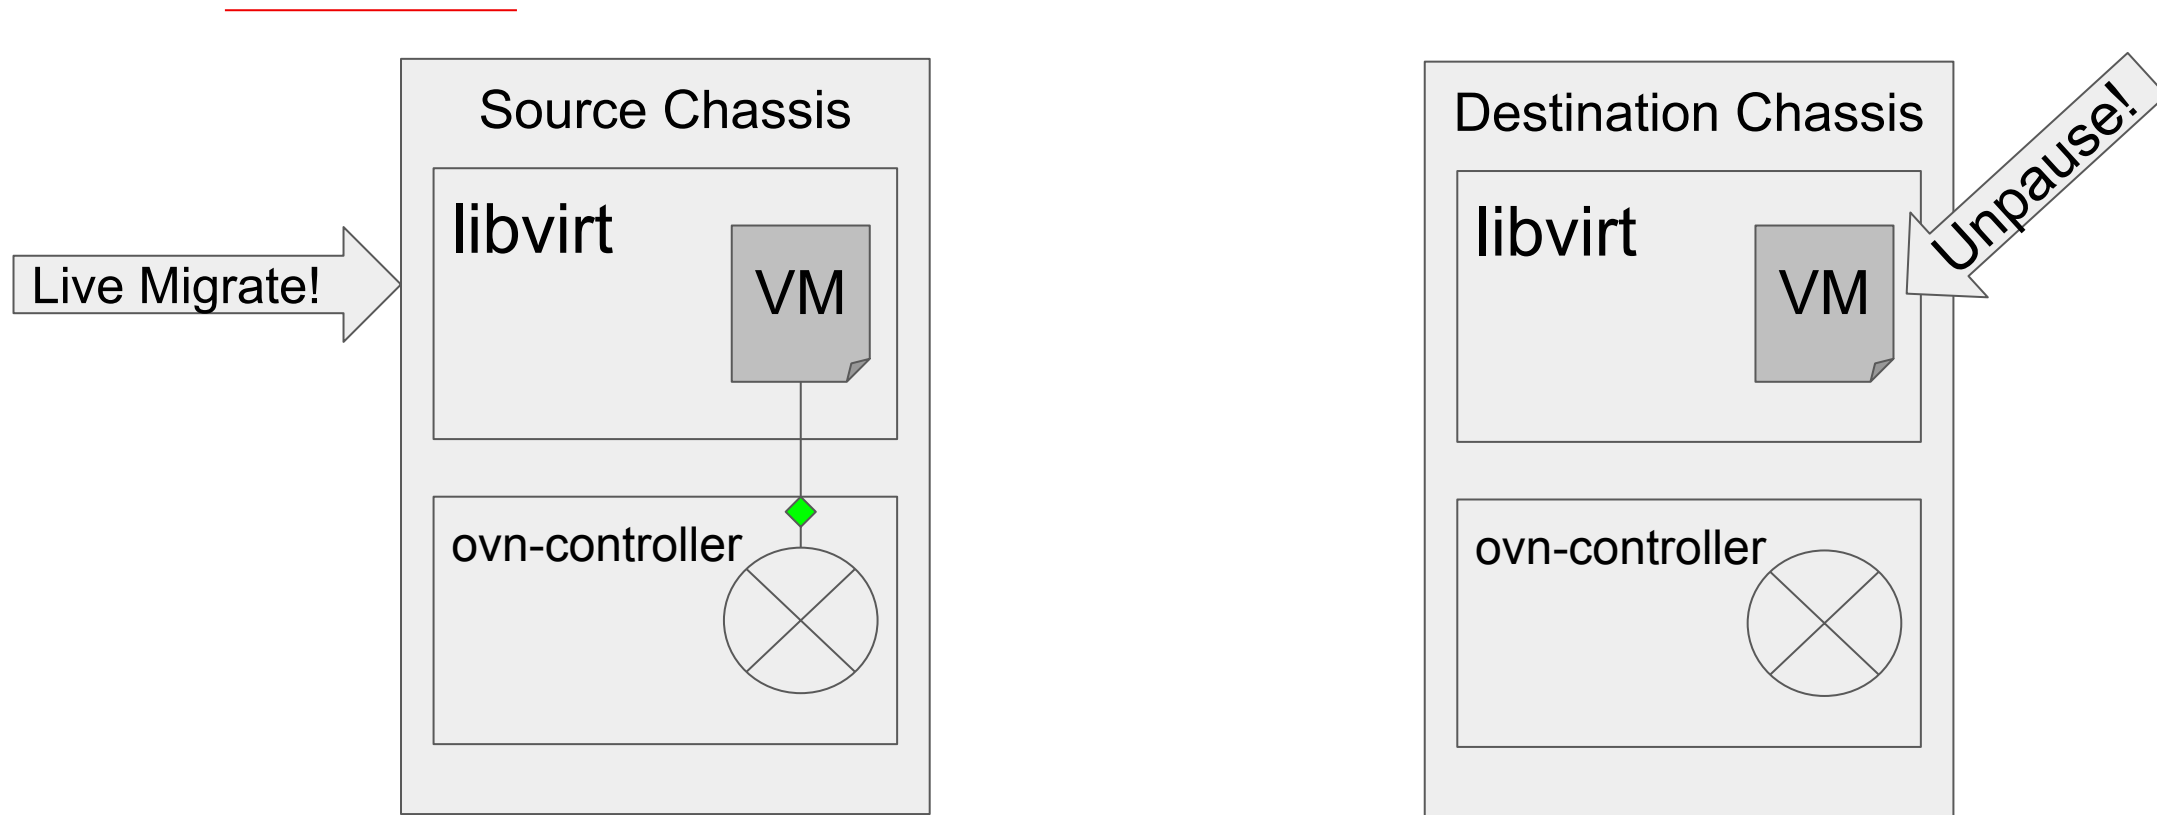 Source Chassis
libvirt
VM
Live Migrate!
ovn-controller
Destination Chassis
libvirt
VM
Unpause!
ovn-controller